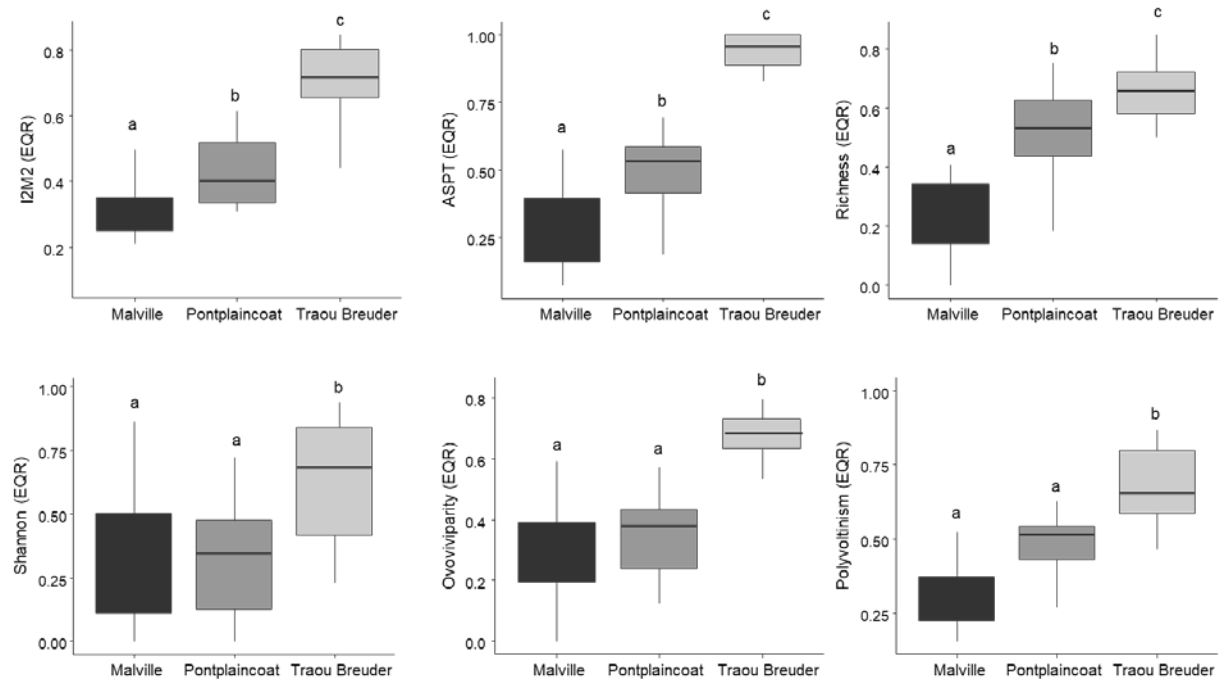 c
b
a
0.8
0.6
0.4
0.2
I2M2 (EQR)
Malville Pontplaincoat Traou Breuder
c
b
a
1.00
0.75
0.50
0.25
ASPT (EQR)
Malville Pontplaincoat Traou Breuder
c
b
a
0.8
0.6
0.4
0.2
0.0
Richness (EQR)
Malville Pontplaincoat Traou Breuder
a a b
1.00
0.75
0.50
0.25
0.00
Shannon (EQR)
Malville Pontplaincoat Traou Breuder
b
a a
0.8
0.6
0.4
0.2
0.0
Ovoviviparity (EQR)
Malville Pontplaincoat Traou Breuder
b
a
a
1.00
0.75
0.50
0.25
Polyvoltinism (EQR)
Malville Pontplaincoat Traou Breuder